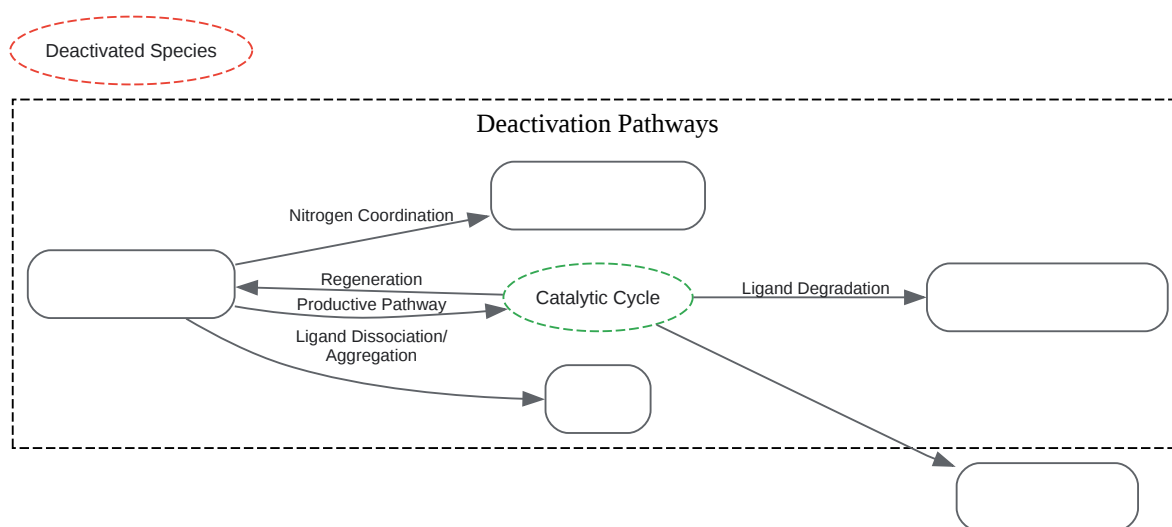 Deactivated Species
Deactivation Pathways
Nitrogen Coordination
Regeneration
Productive Pathway
Catalytic Cycle
Ligand Degradation
Ligand Dissociation/
Aggregation